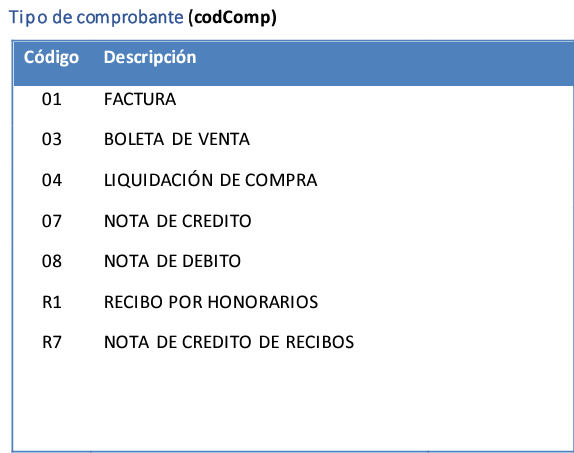 Tipo de comprobante (codComp)
Código Descripción
01 FACTURA
03 BOLETA DE VENTA
04 LIQUIDACIÓN DE COMPRA
07 NOTA DE CREDITO
08 NOTA DE DEBITO
R1 RECIBO POR HONORARIOS
R7 NOTA DE CREDITO DE RECIBOS